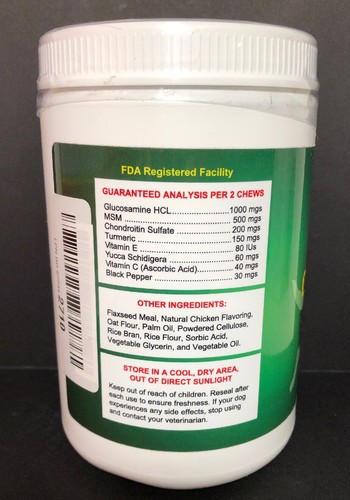 FDA Registered Facility
GUARANTEED ANALYSIS PER 2 CHEWS
Glucosamine HCL..............................1000 mgs
MSM ................................................... 500 mgs
Chondroitin Sulfate ........................... 200 mgs
Turmeric ............................................. 150 mgs
Vitamin E ............................................ 80 IUs
Yucca Schidigera ............................... 60 mgs
Vitamin C (Ascorbic Acid)................ 40 mgs
Black Pepper ..................................... 30 mgs
OTHER INGREDIENTS:
Flaxseed Meal, Natural Chicken Flavoring,
Oat Flour, Palm Oil, Powdered Cellulose,
Rice Bran, Rice Flour, Sorbic Acid,
Vegetable Glycerin, and Vegetable Oil.
STORE IN A COOL, DRY AREA,
OUT OF DIRECT SUNLIGHT
Keep out of reach of children. Reseal after
each use to ensure freshness. If your dog
experiences any side effects, stop using
and contact your veterinarian.
2710